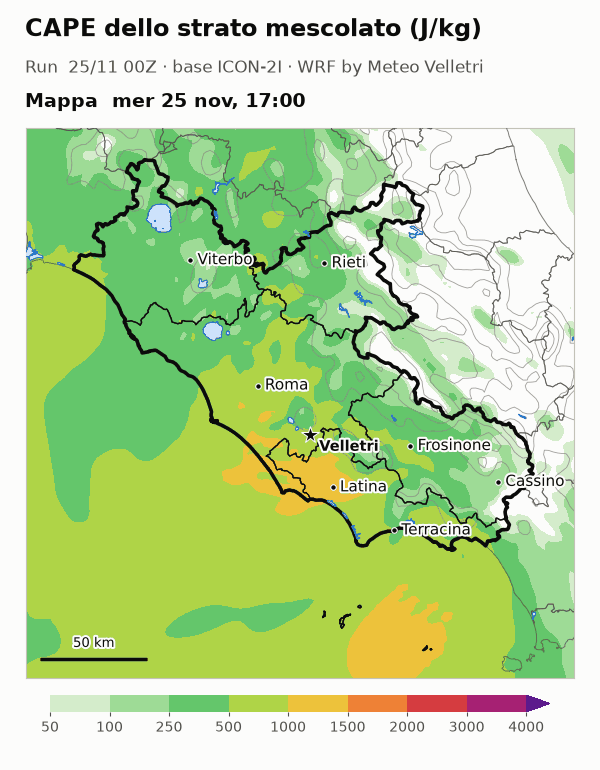 CAPE dello strato mescolato (J/kg)
Run 25/11 00Z · base ICON-2I · WRF by Meteo Velletri
Mappa mer 25 nov, 17:00
Viterbo
Rieti
Roma
Velletri
Frosinone
Latina
Cassino
Terracina
50 km
50 100 250 500 1000 1500 2000 3000 4000